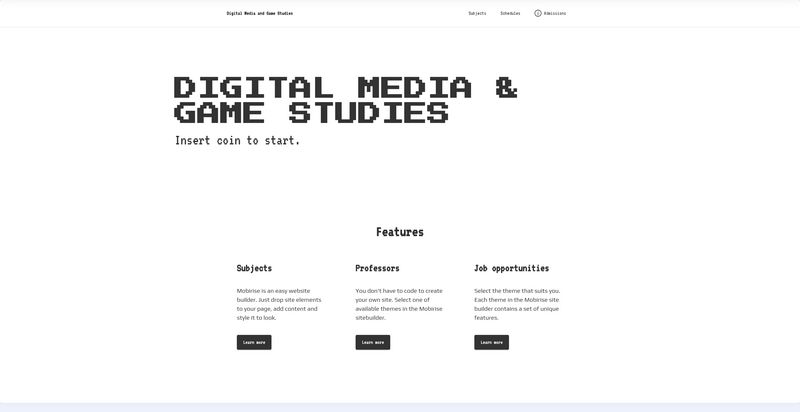 Digital Media and Game Studies
Subjects
Schedules
Admissions
DIGITAL MEDIA &
GAME STUDIES
Insert coin to start.
Features
Subjects
Mobirise is an easy website
builder. Just drop site elements
to your page, add content and
style it to look.
Learn more
Professors
You don't have to code to create
your own site. Select one of
available themes in the Mobirise
sitebuilder.
Learn more
Job opportunities
Select the theme that suits you.
Each theme in the Mobirise site
builder contains a set of unique
features.
Learn more